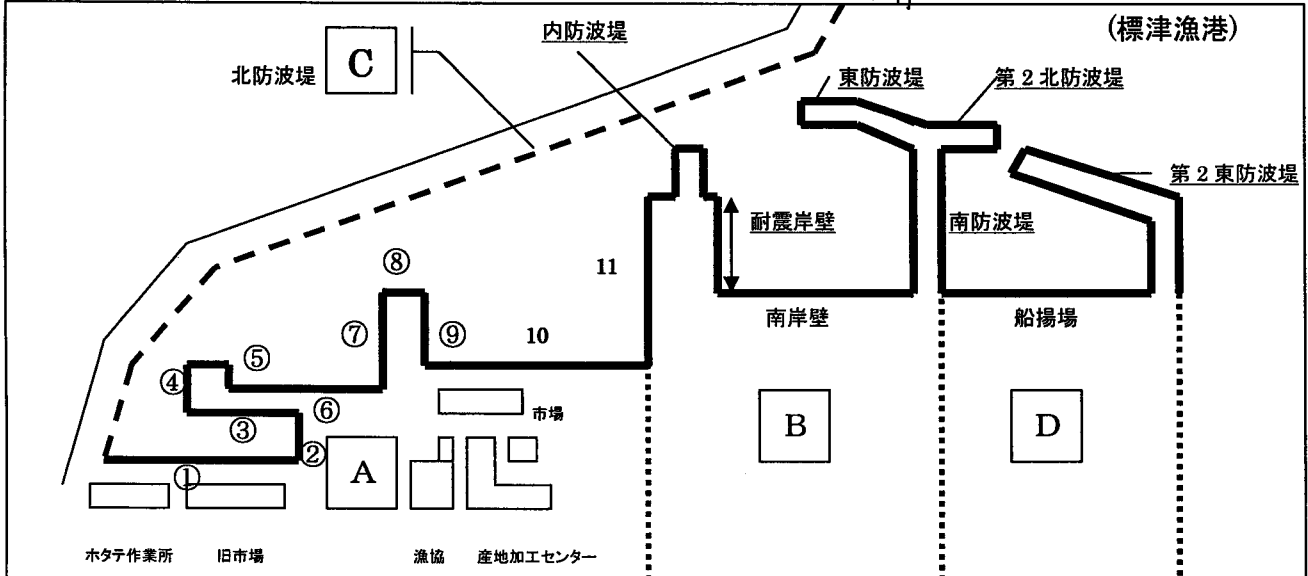 (標津漁港)
内防波堤
北防波堤
C
東防波堤
第2北防波堤
第2東防波堤
耐震岸壁
南防波堤
⑧
11
⑦
⑨
10
南岸壁
船揚場
⑤
④
⑥
③
②
①
市場
A
B
D
ホタテ作業所
旧市場
漁協
産地加工センター